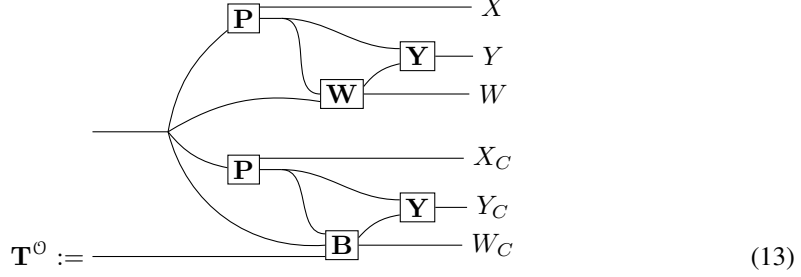 P X
Y Y
W W
P X_C
Y Y_C
B W_C
T^𝒪 := (13)